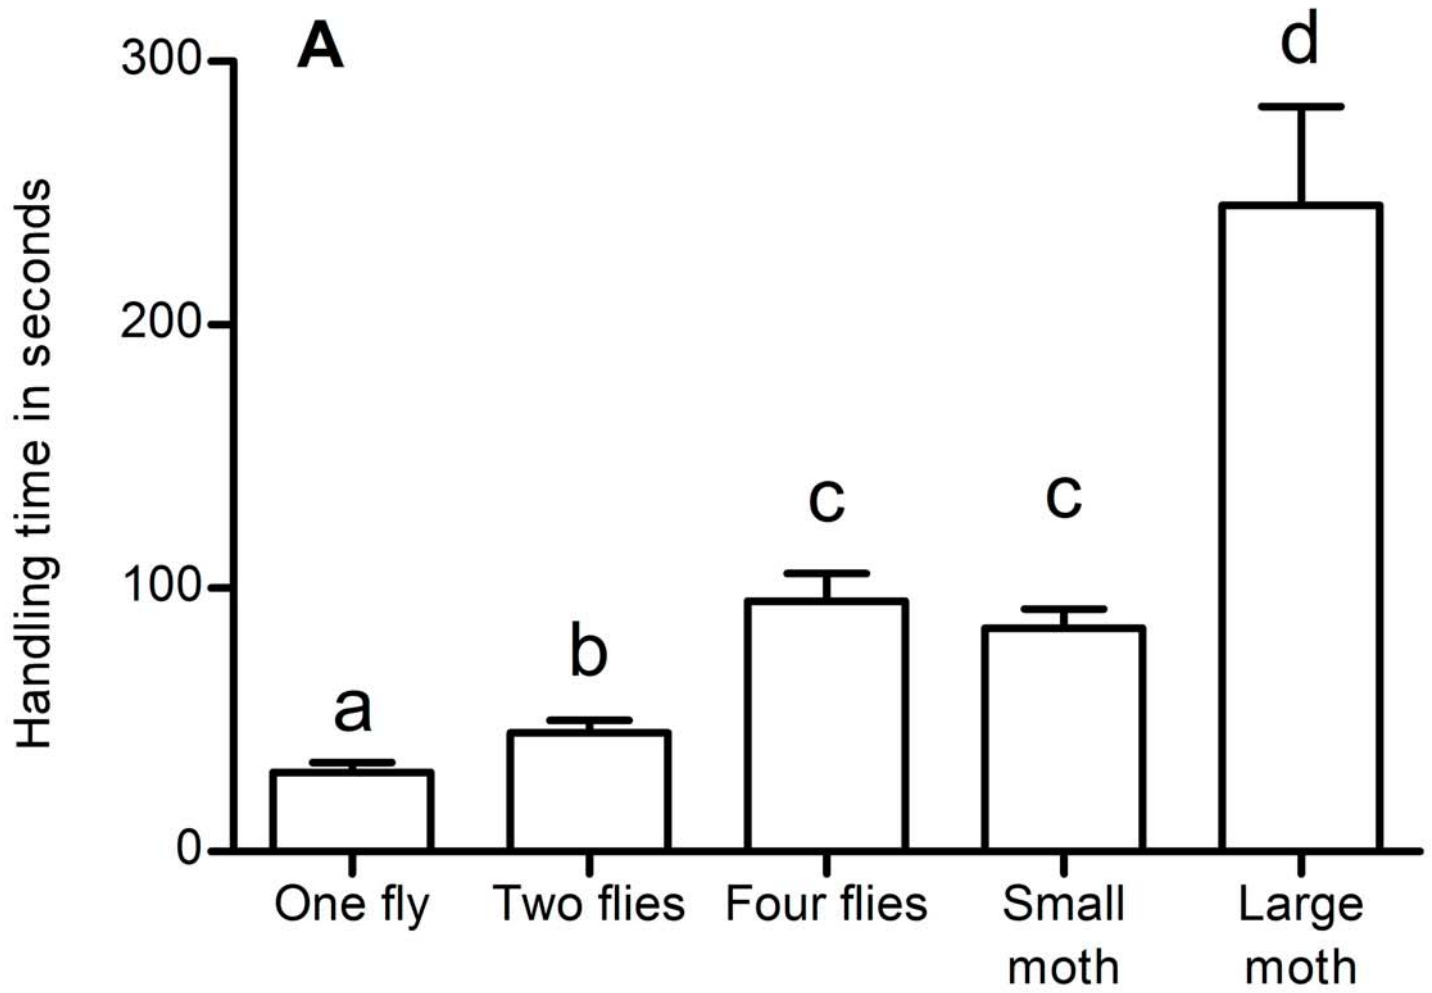 A
d
300
200
100
0
Handling time in seconds
c
c
b
a
One fly
Two flies
Four flies
Small
moth
Large
moth